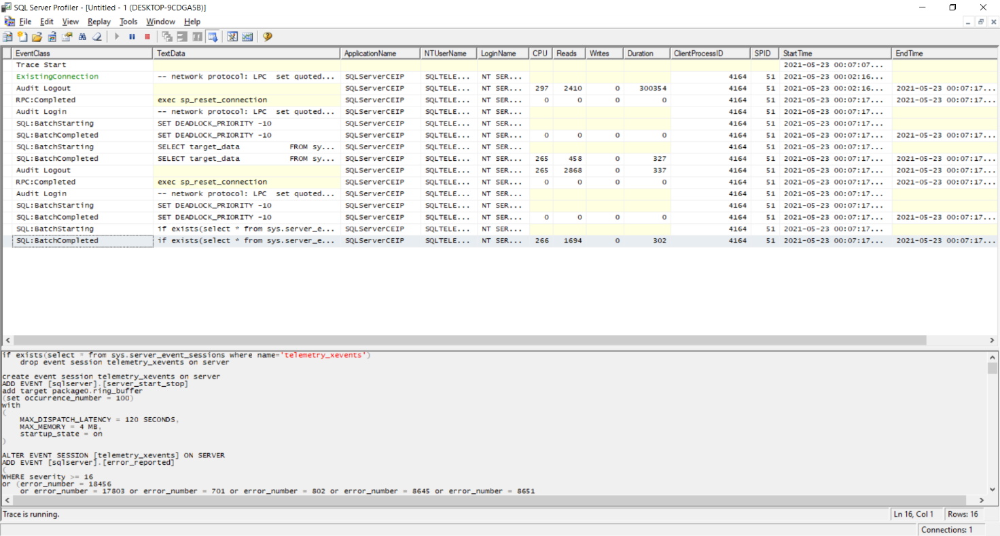 SQL Server Profiler - [Untitled - 1 (DESKTOP-9CDGA5B)]
File Edit View Replay Tools Window Help
EventClass TextData ApplicationName NTUserName LoginName CPU Reads Writes Duration ClientProcessID SPID StartTime EndTime
Trace Start 2021-05-23 00:07:07...
ExistingConnection -- network protocol: LPC set quoted... SQLServerCEIP SQLTELE... NT SER... 4164 51 2021-05-23 00:02:16...
Audit Logout SQLServerCEIP SQLTELE... NT SER... 297 2410 0 300354 4164 51 2021-05-23 00:02:16... 2021-05-23 00:07:17...
RPC:Completed exec sp_reset_connection SQLServerCEIP SQLTELE... NT SER... 0 0 0 0 4164 51 2021-05-23 00:07:17... 2021-05-23 00:07:17...
Audit Login -- network protocol: LPC set quoted... SQLServerCEIP SQLTELE... NT SER... 4164 51 2021-05-23 00:07:17...
SQL:BatchStarting SET DEADLOCK_PRIORITY -10 SQLServerCEIP SQLTELE... NT SER... 4164 51 2021-05-23 00:07:17...
SQL:BatchCompleted SET DEADLOCK_PRIORITY -10 SQLServerCEIP SQLTELE... NT SER... 0 0 0 0 4164 51 2021-05-23 00:07:17... 2021-05-23 00:07:17...
SQL:BatchStarting SELECT target_data FROM sy... SQLServerCEIP SQLTELE... NT SER... 4164 51 2021-05-23 00:07:17...
SQL:BatchCompleted SELECT target_data FROM sy... SQLServerCEIP SQLTELE... NT SER... 265 458 0 327 4164 51 2021-05-23 00:07:17... 2021-05-23 00:07:17...
Audit Logout SQLServerCEIP SQLTELE... NT SER... 265 2868 0 337 4164 51 2021-05-23 00:07:17... 2021-05-23 00:07:17...
RPC:Completed exec sp_reset_connection SQLServerCEIP SQLTELE... NT SER... 0 0 0 0 4164 51 2021-05-23 00:07:17... 2021-05-23 00:07:17...
Audit Login -- network protocol: LPC set quoted... SQLServerCEIP SQLTELE... NT SER... 4164 51 2021-05-23 00:07:17...
SQL:BatchStarting SET DEADLOCK_PRIORITY -10 SQLServerCEIP SQLTELE... NT SER... 4164 51 2021-05-23 00:07:17...
SQL:BatchCompleted SET DEADLOCK_PRIORITY -10 SQLServerCEIP SQLTELE... NT SER... 0 0 0 0 4164 51 2021-05-23 00:07:17... 2021-05-23 00:07:17...
SQL:BatchStarting if exists(select * from sys.server_e... SQLServerCEIP SQLTELE... NT SER... 4164 51 2021-05-23 00:07:17...
SQL:BatchCompleted if exists(select * from sys.server_e... SQLServerCEIP SQLTELE... NT SER... 266 1694 0 302 4164 51 2021-05-23 00:07:17... 2021-05-23 00:07:17...
if exists(select * from sys.server_event_sessions where name='telemetry_xevents')
drop event session telemetry_xevents on server
create event session telemetry_xevents on server
ADD EVENT [sqlserver].[server_start_stop]
add target package0.ring_buffer
(set occurrence_number = 100)
with
(
MAX_DISPATCH_LATENCY = 120 SECONDS,
MAX_MEMORY = 4 MB,
startup_state = on
)
ALTER EVENT SESSION [telemetry_xevents] ON SERVER
ADD EVENT [sqlserver].[error_reported]
(
WHERE severity >= 16
or (error_number = 18456
or error_number = 17803 or error_number = 701 or error_number = 802 or error_number = 8645 or error_number = 8651
Trace is running.
Ln 16, Col 1 Rows: 16
Connections: 1